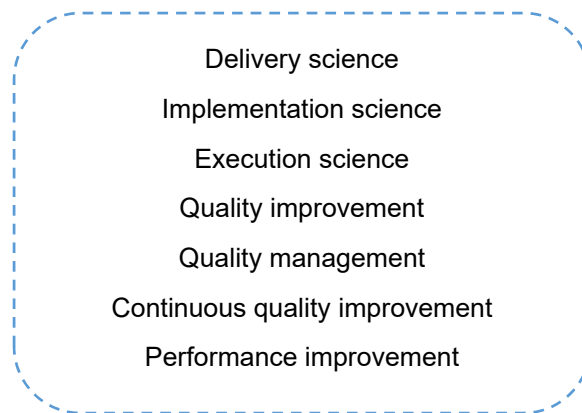 Delivery science
Implementation science
Execution science
Quality improvement
Quality management
Continuous quality improvement
Performance improvement